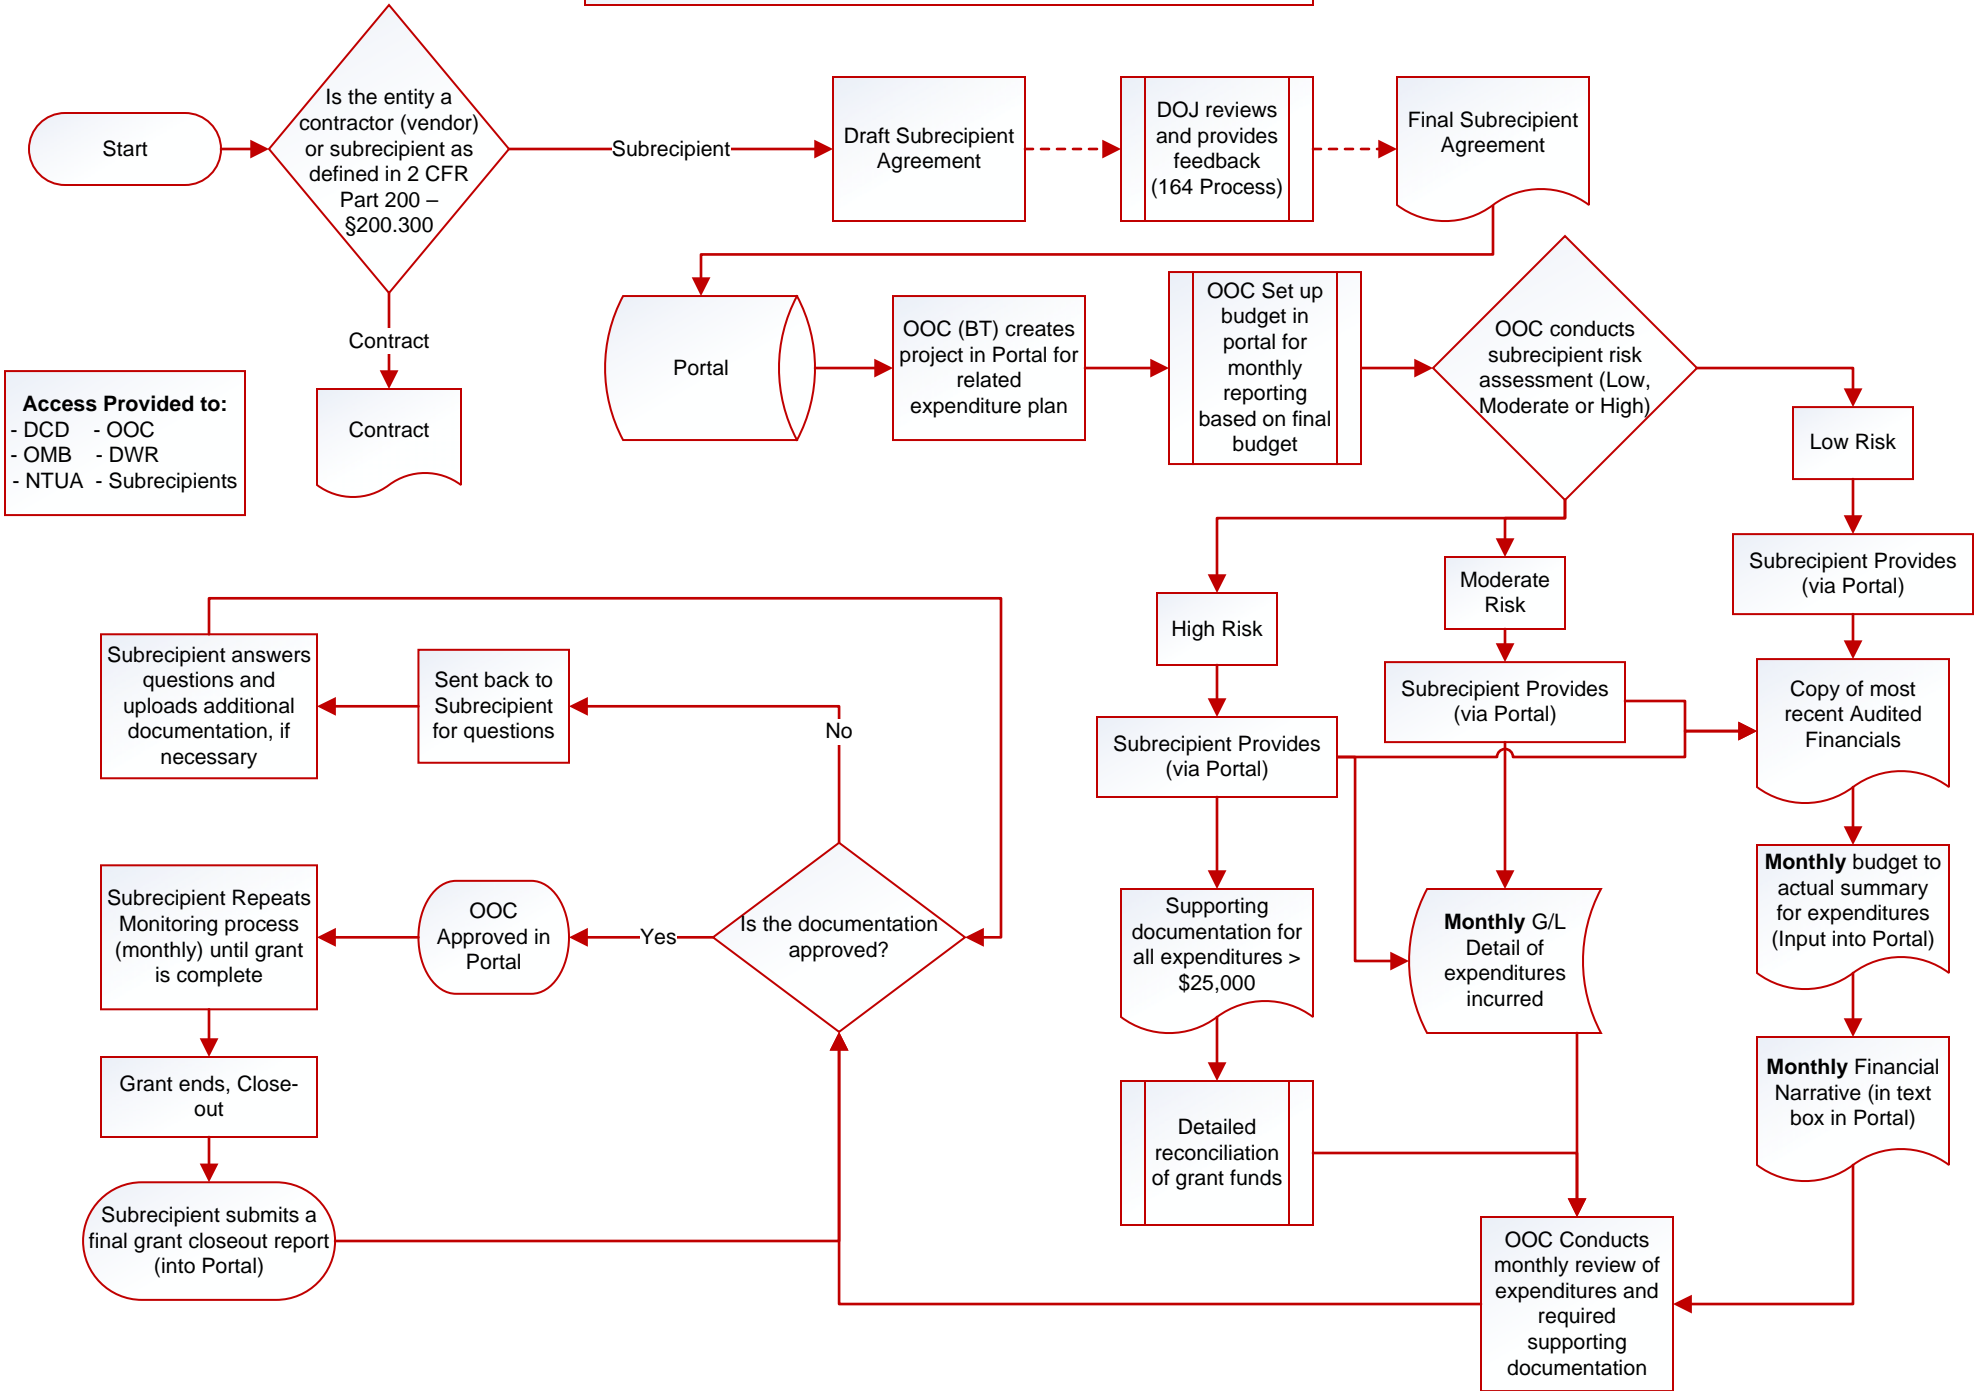 Start
Is the entity a
contractor (vendor)
or subrecipient as
defined in 2 CFR
Part 200 –
§200.300
Subrecipient
Draft Subrecipient
Agreement
DOJ reviews
and provides
feedback
(164 Process)
Final Subrecipient
Agreement
Contract
Contract
Access Provided to:
- DCD - OOC
- OMB - DWR
- NTUA - Subrecipients
Portal
OOC (BT) creates
project in Portal for
related
expenditure plan
OOC Set up
budget in
portal for
monthly
reporting
based on final
budget
OOC conducts
subrecipient risk
assessment (Low,
Moderate or High)
Low Risk
Subrecipient Provides
(via Portal)
Moderate
Risk
Subrecipient Provides
(via Portal)
High Risk
Subrecipient Provides
(via Portal)
Copy of most
recent Audited
Financials
Monthly budget to
actual summary
for expenditures
(Input into Portal)
Monthly Financial
Narrative (in text
box in Portal)
Supporting
documentation for
all expenditures >
$25,000
Monthly G/L
Detail of
expenditures
incurred
Detailed
reconciliation
of grant funds
OOC Conducts
monthly review of
expenditures and
required
supporting
documentation
Is the documentation
approved?
No
Sent back to
Subrecipient
for questions
Subrecipient answers
questions and
uploads additional
documentation, if
necessary
Yes
OOC
Approved in
Portal
Subrecipient Repeats
Monitoring process
(monthly) until grant
is complete
Grant ends, Close-
out
Subrecipient submits a
final grant closeout report
(into Portal)